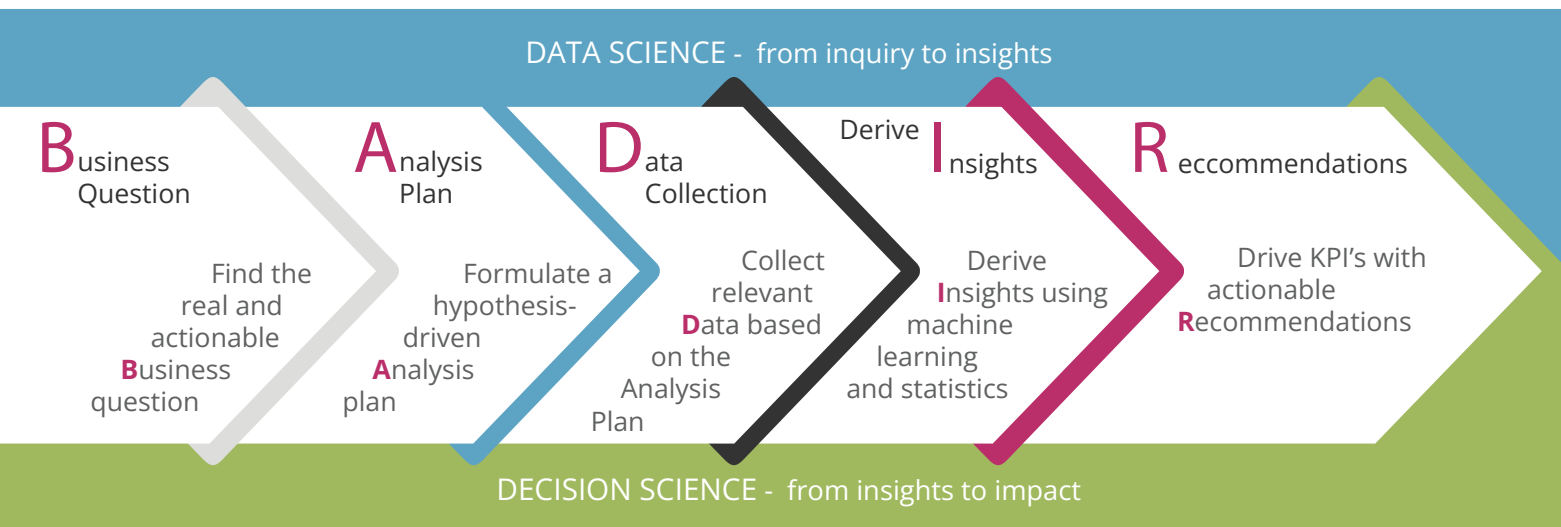 DATA SCIENCE - from inquiry to insights
Business
Question
Find the
real and
actionable
Business
question
Analysis
Plan
Formulate a
hypothesis-
driven
Analysis
plan
Data
Collection
Collect
relevant
Data based
on the
Analysis
Plan
Derive Insights
Derive
Insights using
machine
learning
and statistics
R eccommendations
Drive KPI's with
actionable
Recommendations
DECISION SCIENCE - from insights to impact